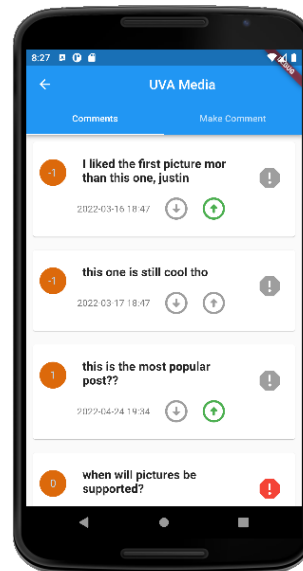 8:27
DEBUG
UVA Media
Comments
Make Comment
-1
I liked the first picture mor
than this one, justin
2022-03-16 18:47
-1
this one is still cool tho
2022-03-17 18:47
1
this is the most popular
post??
2022-04-24 19:34
0
when will pictures be
supported?